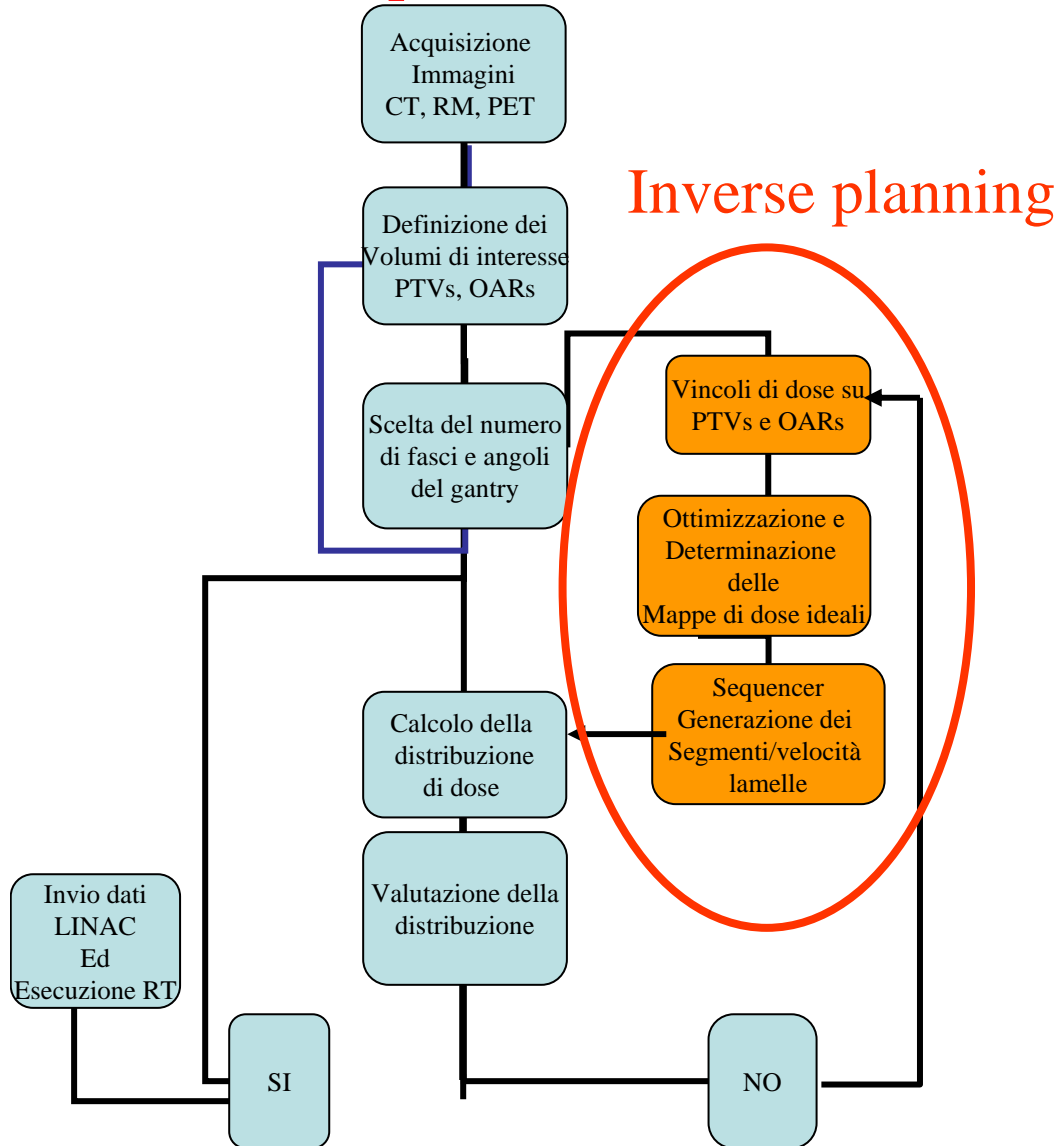 Acquisizione
Immagini
CT, RM, PET
Inverse planning
Definizione dei
Volumi di interesse
PTVs, OARs
Vincoli di dose su
PTVs e OARs
Scelta del numero
di fasci e angoli
del gantry
Ottimizzazione e
Determinazione
delle
Mappe di dose ideali
Sequencer
Generazione dei
Segmenti/velocità
lamelle
Calcolo della
distribuzione
di dose
Valutazione della
distribuzione
Invio dati
LINAC
Ed
Esecuzione RT
SI
NO